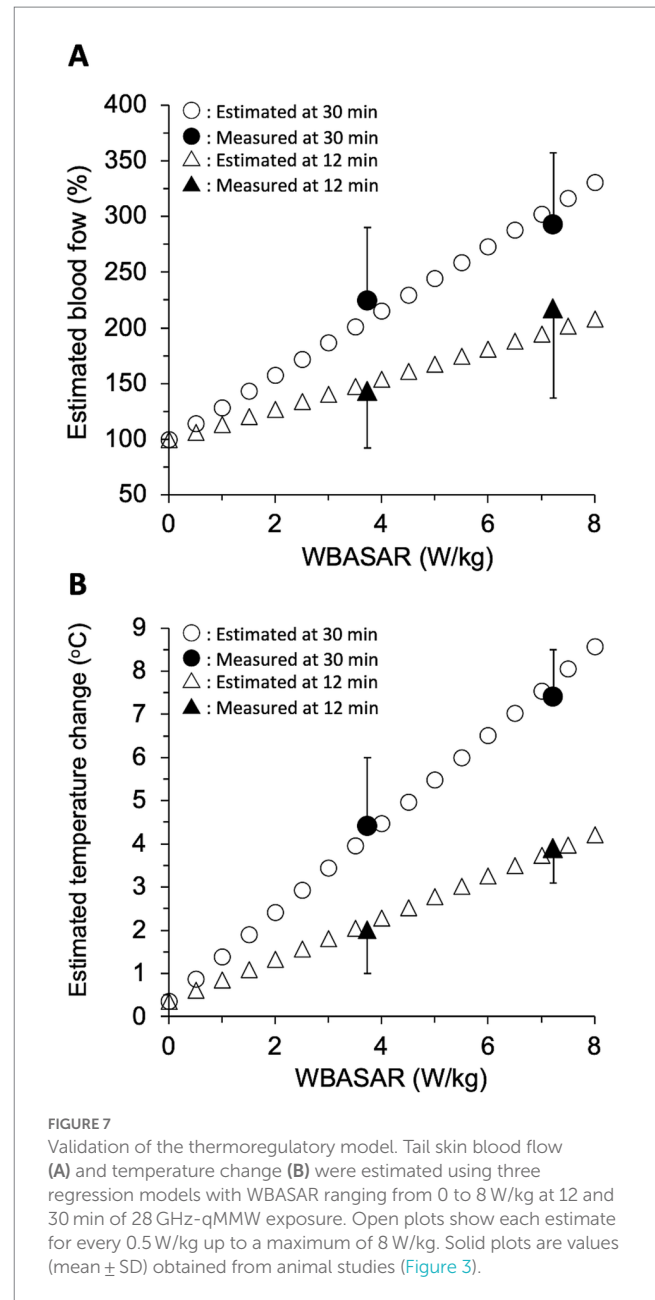 A
○ : Estimated at 30 min
● : Measured at 30 min
△ : Estimated at 12 min
▲ : Measured at 12 min
Estimated blood fow (%)
400
350
300
250
200
150
100
50
0 2 4 6 8
WBASAR (W/kg)
B
○ : Estimated at 30 min
● : Measured at 30 min
△ : Estimated at 12 min
▲ : Measured at 12 min
Estimated temperature change (°C)
9
8
7
6
5
4
3
2
1
0
0 2 4 6 8
WBASAR (W/kg)
FIGURE 7
Validation of the thermoregulatory model. Tail skin blood flow
(A) and temperature change (B) were estimated using three
regression models with WBASAR ranging from 0 to 8 W/kg at 12 and
30 min of 28 GHz-qMMW exposure. Open plots show each estimate
for every 0.5 W/kg up to a maximum of 8 W/kg. Solid plots are values
(mean ± SD) obtained from animal studies (Figure 3).